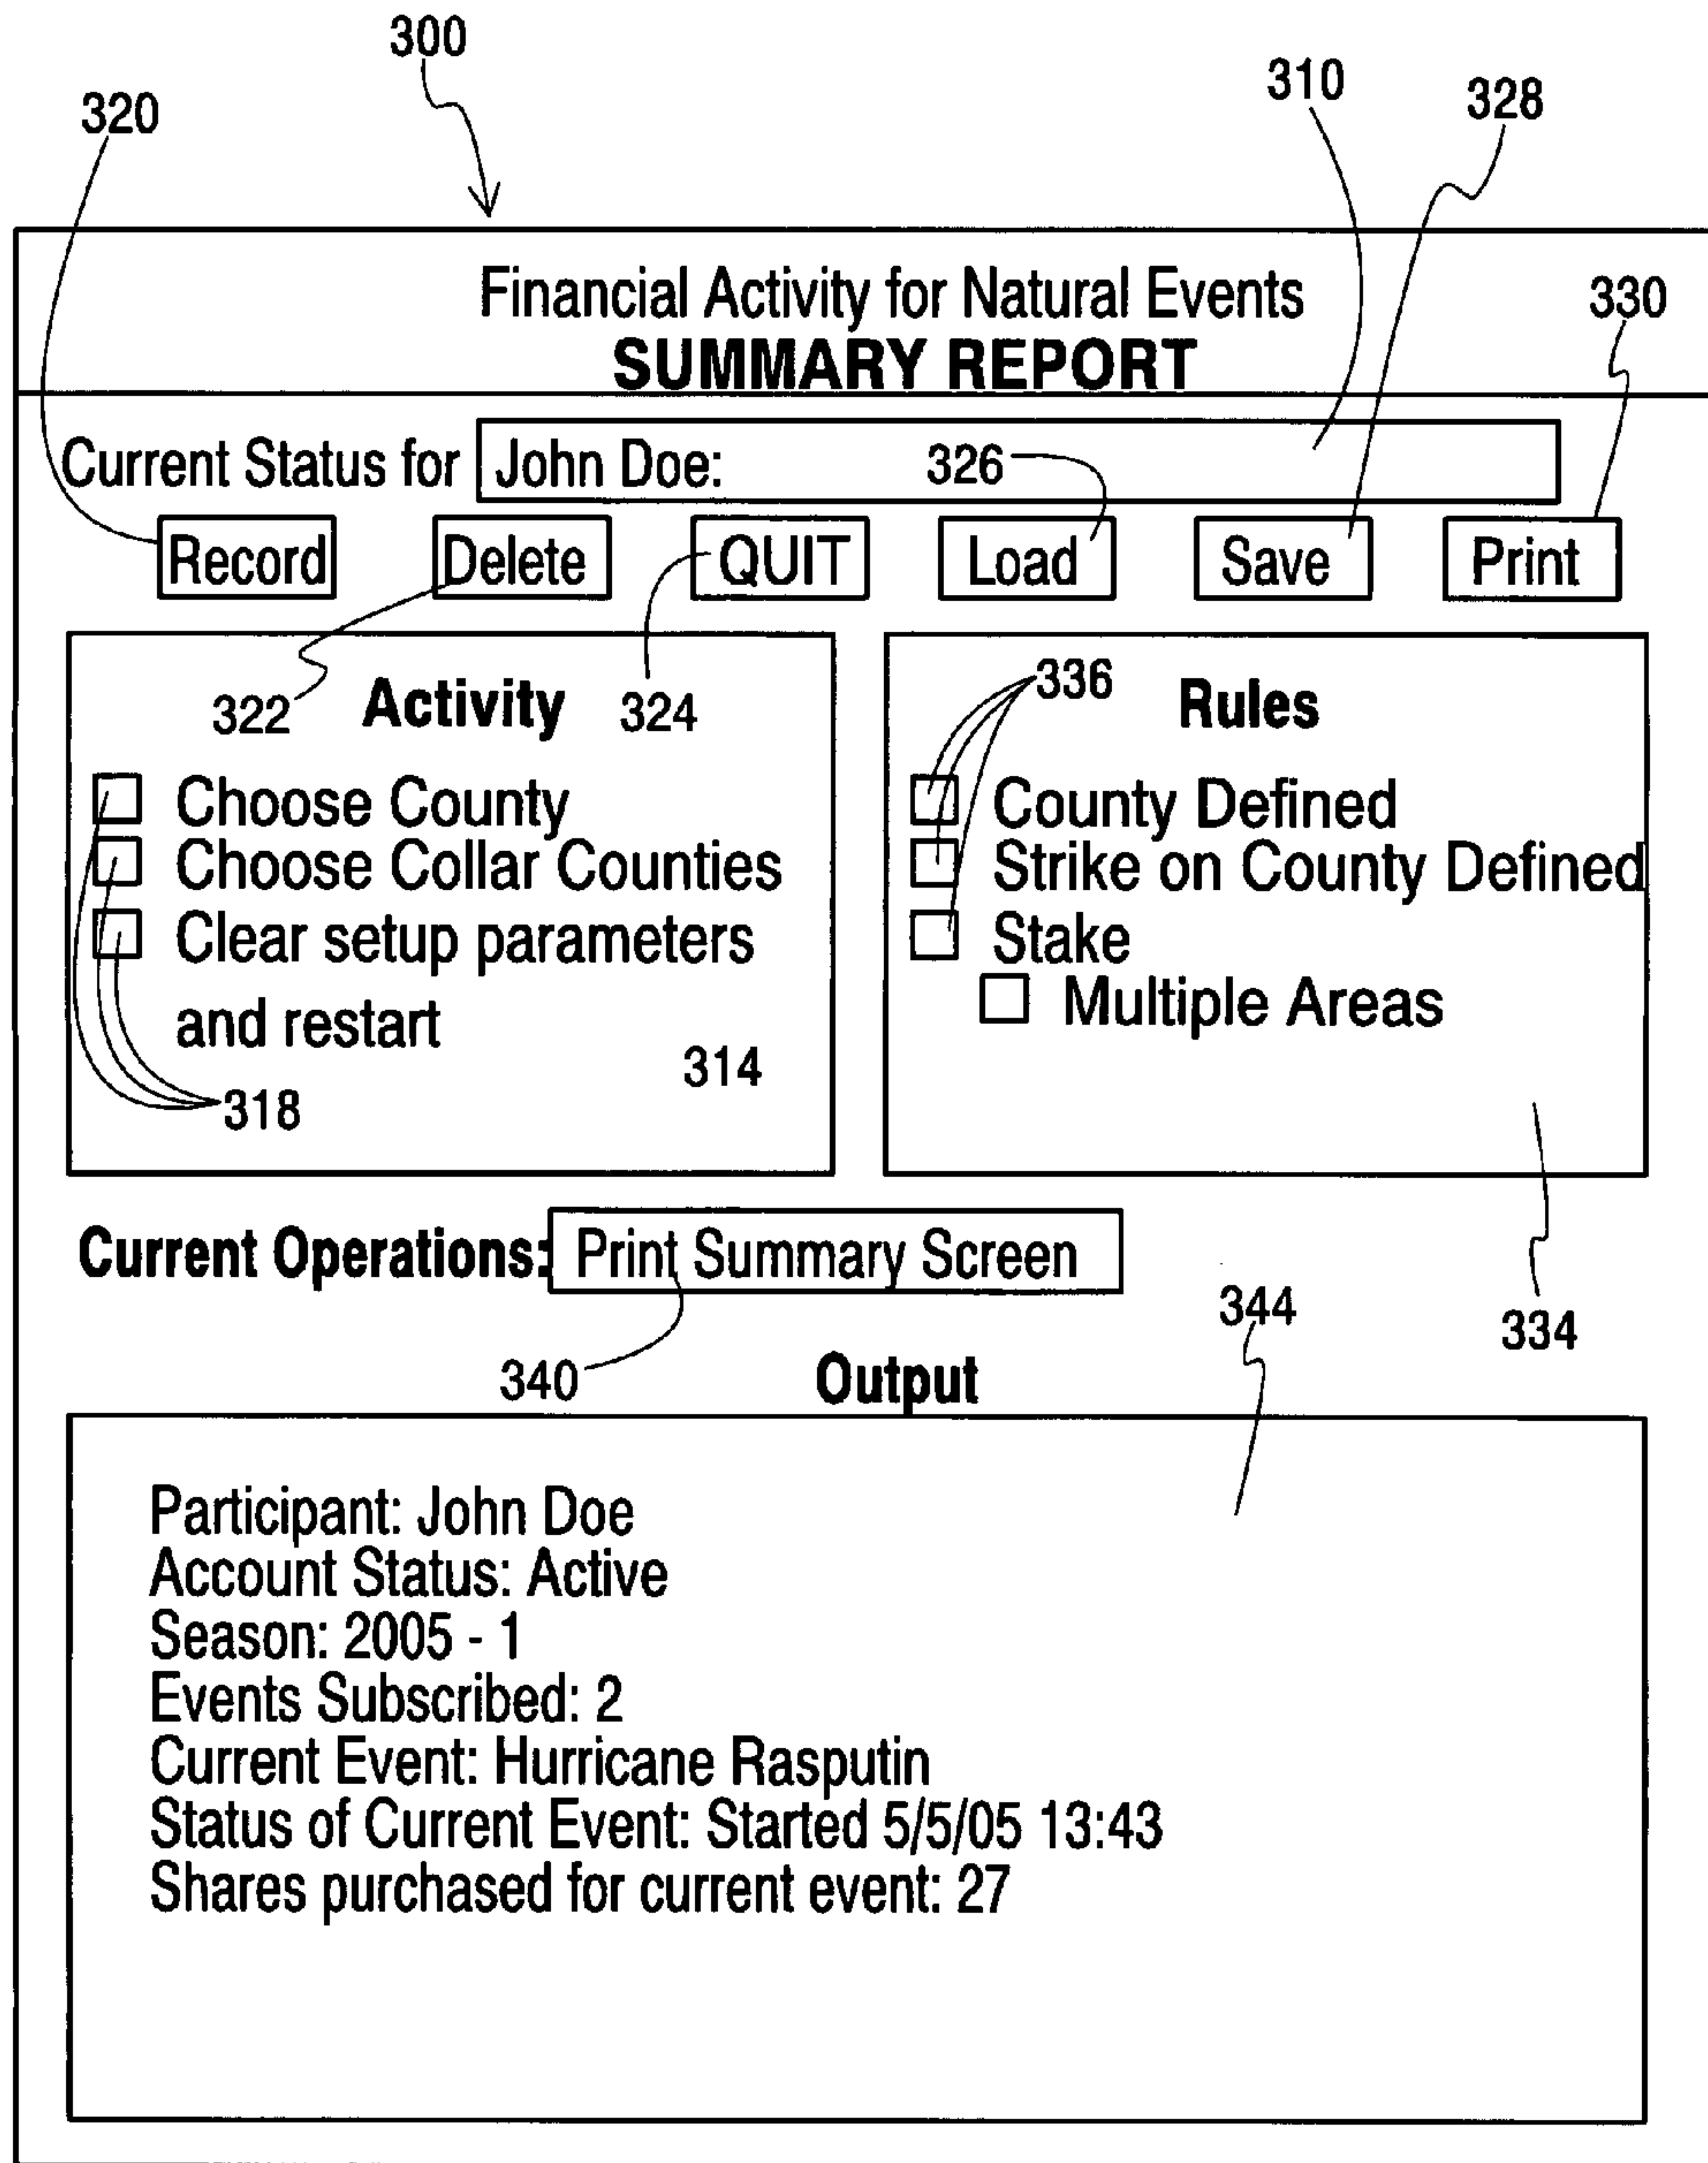 300
310
328
320
Financial Activity for Natural Events
330
SUMMARY REPORT
Current Status for John Doe: 326
Record Delete QUIT Load Save Print
322 Activity 324
Choose County
Choose Collar Counties
Clear setup parameters
and restart
314
318
336 Rules
County Defined
Strike on County Defined
Stake
Multiple Areas
334
Current Operations: Print Summary Screen
340
344
Output
Participant: John Doe
Account Status: Active
Season: 2005 - 1
Events Subscribed: 2
Current Event: Hurricane Rasputin
Status of Current Event: Started 5/5/05 13:43
Shares purchased for current event: 27